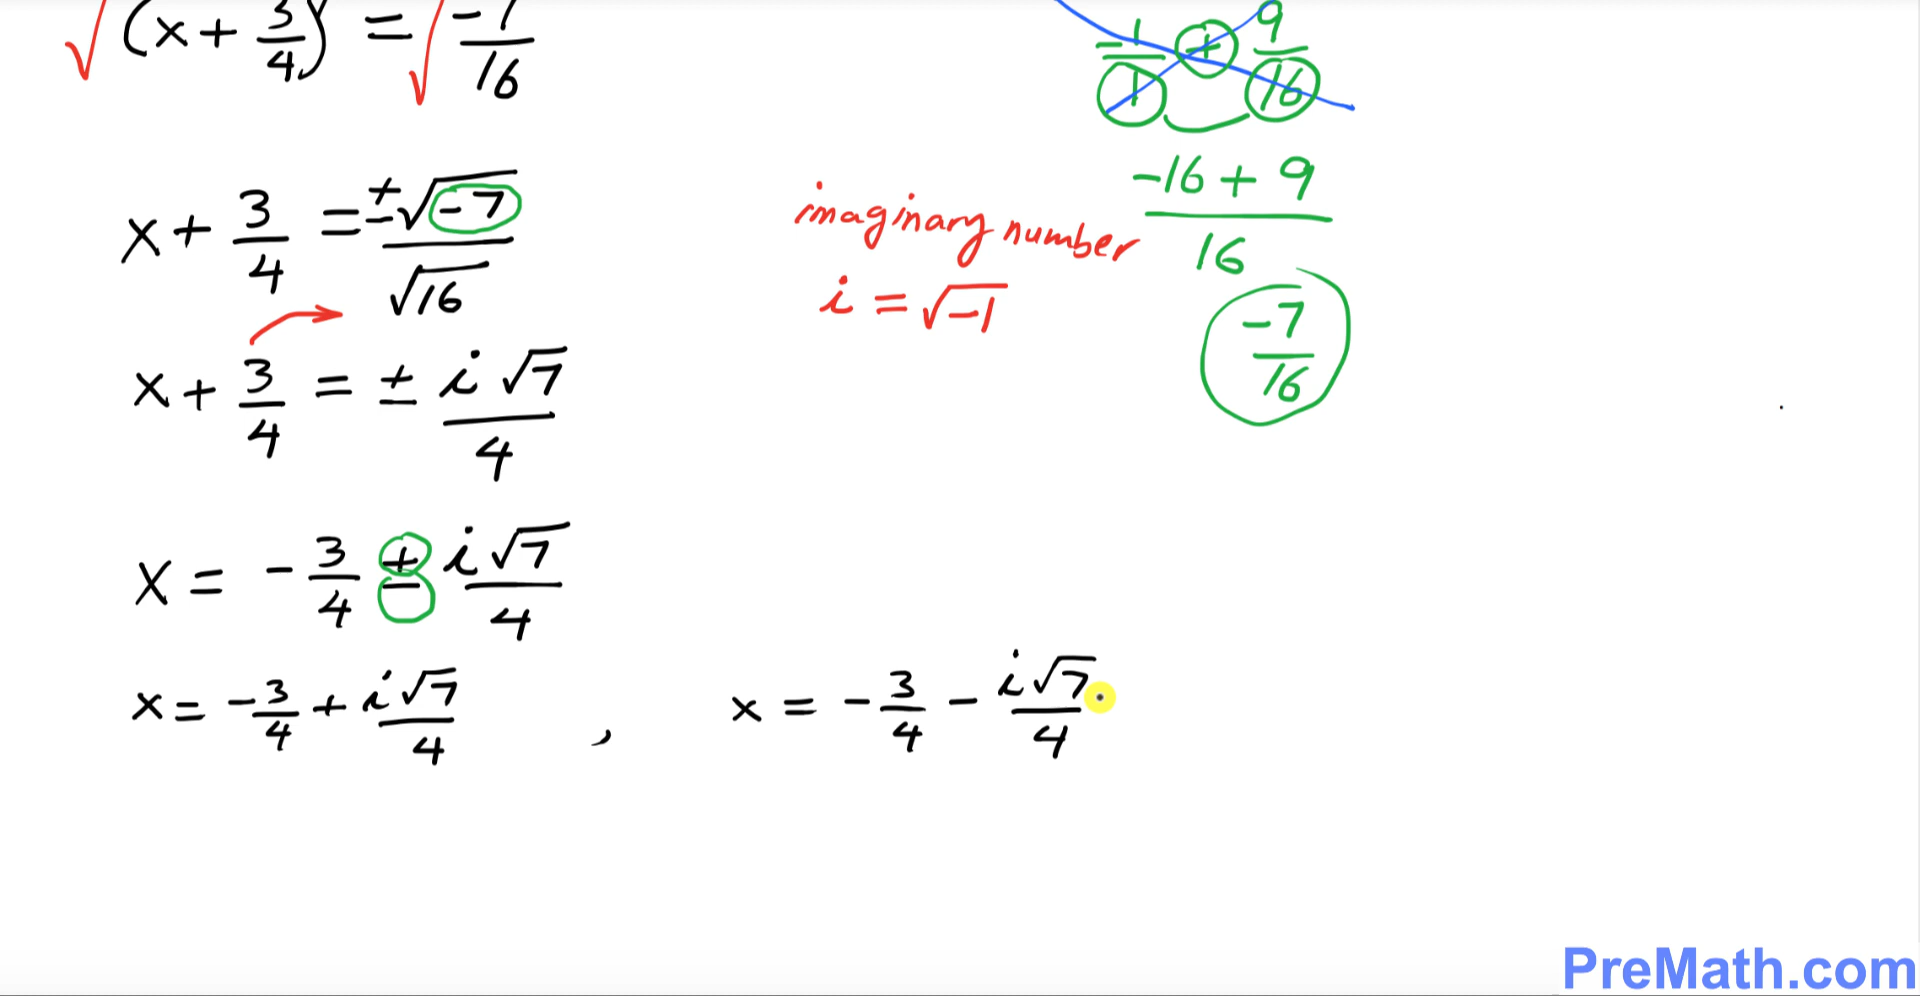 √(x + 3/4)² = √-7/16
-1/1 + 9/16
x + 3/4 = ±√-7/√16
imaginary number
i = √-1
-16 + 9/16
-7/16
x + 3/4 = ± i√7/4
x = - 3/4 ± i√7/4
x = - 3/4 + i√7/4 , x = - 3/4 - i√7/4
PreMath.com